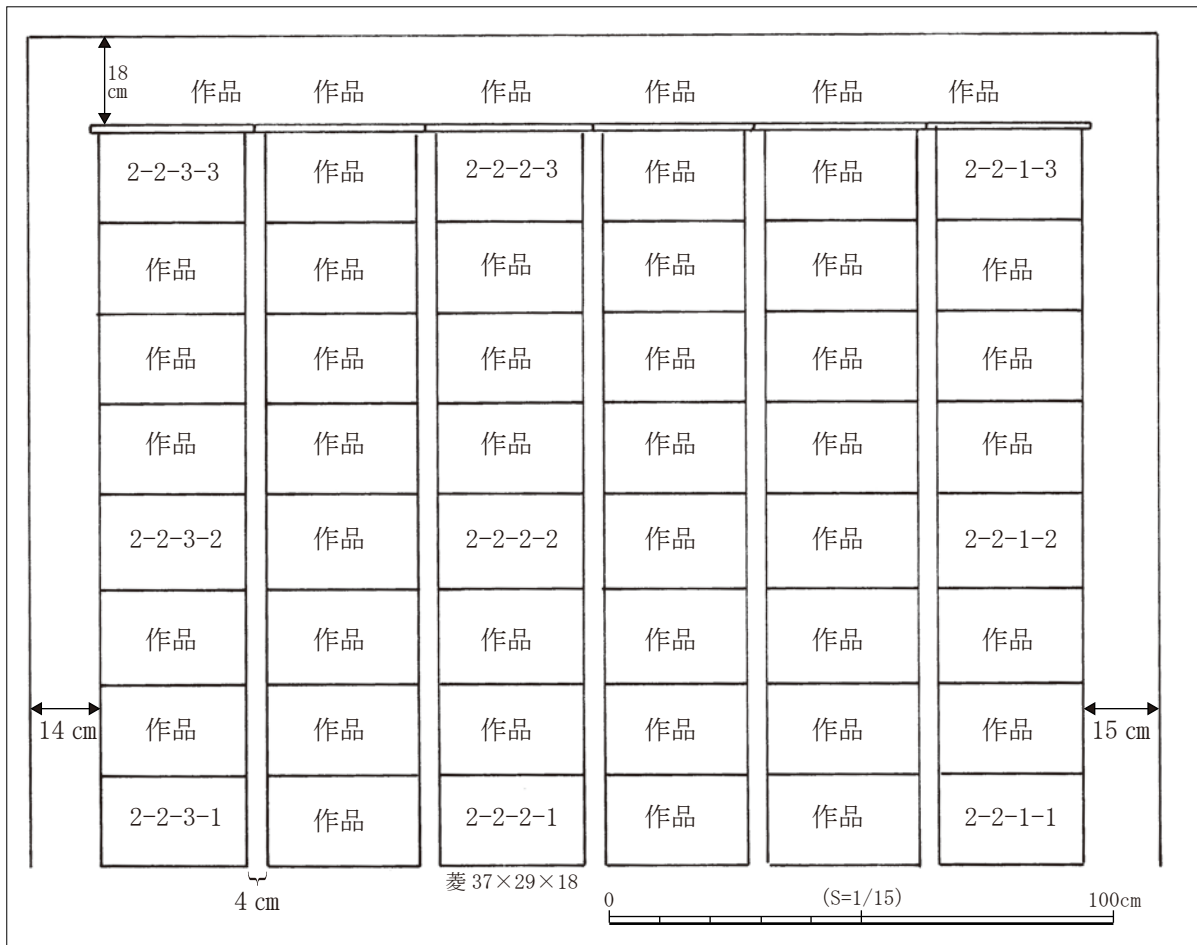 18
cm
作品 作品 作品 作品 作品 作品
2-2-3-3 作品 2-2-2-3 作品 作品 2-2-1-3
作品 作品 作品 作品 作品 作品
作品 作品 作品 作品 作品 作品
作品 作品 作品 作品 作品 作品
2-2-3-2 作品 2-2-2-2 作品 作品 2-2-1-2
作品 作品 作品 作品 作品 作品
14 cm 作品 作品 作品 作品 作品 作品 15 cm
2-2-3-1 作品 2-2-2-1 作品 作品 2-2-1-1
4 cm
菱 37×29×18
0 (S=1/15) 100cm